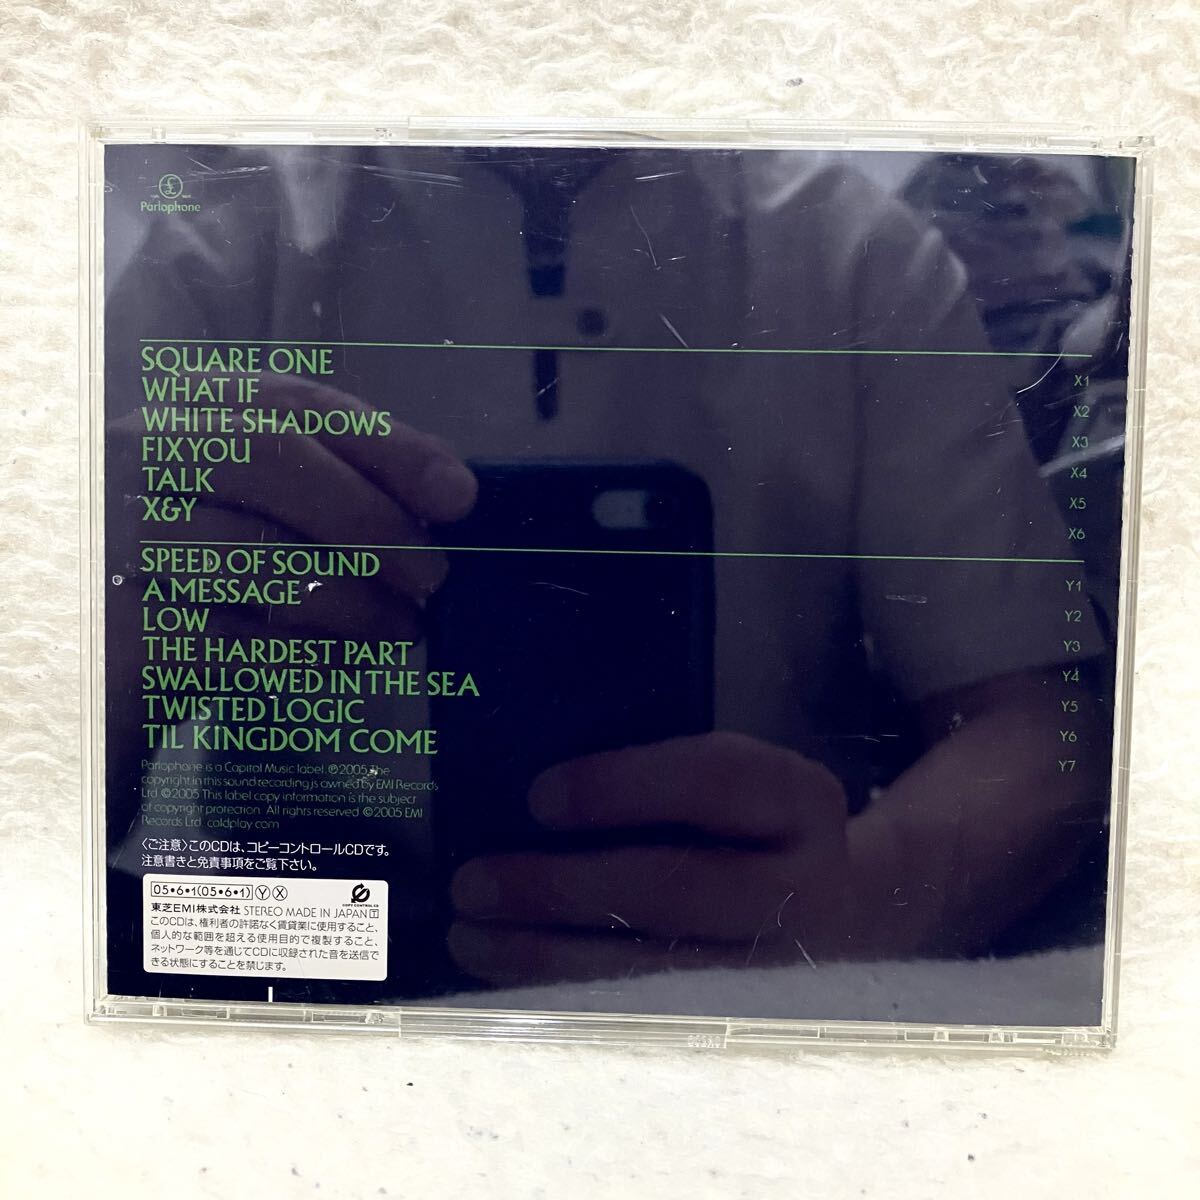 Parlophone
SQUARE ONE X1
WHAT IF X2
WHITE SHADOWS X3
FIX YOU X4
TALK X5
X&Y X6
SPEED OF SOUND Y1
A MESSAGE Y2
LOW Y3
THE HARDEST PART Y4
SWALLOWED IN THE SEA Y5
TWISTED LOGIC Y6
TIL KINGDOM COME Y7
Parlophone is a Capitol Music label. ℗2005 The
copyright in this sound recording is owned by EMI Records
Ltd ©2005 This label copy information is the subject
of copyright protection. All rights reserved. ©2005 EMI
Records Ltd. coldplay.com
〈ご注意〉このCDは、コピーコントロールCDです。
注意書きと免責事項をご覧下さい。
05•6•1(05•6•1) Y X
COPY CONTROL CD
東芝EMI株式会社 STEREO MADE IN JAPAN T
このCDは、権利者の許諾なく賃貸業に使用すること、
個人的な範囲を超える使用目的で複製すること、
ネットワーク等を通じてCDに収録された音を送信で
きる状態にすることを禁じます。